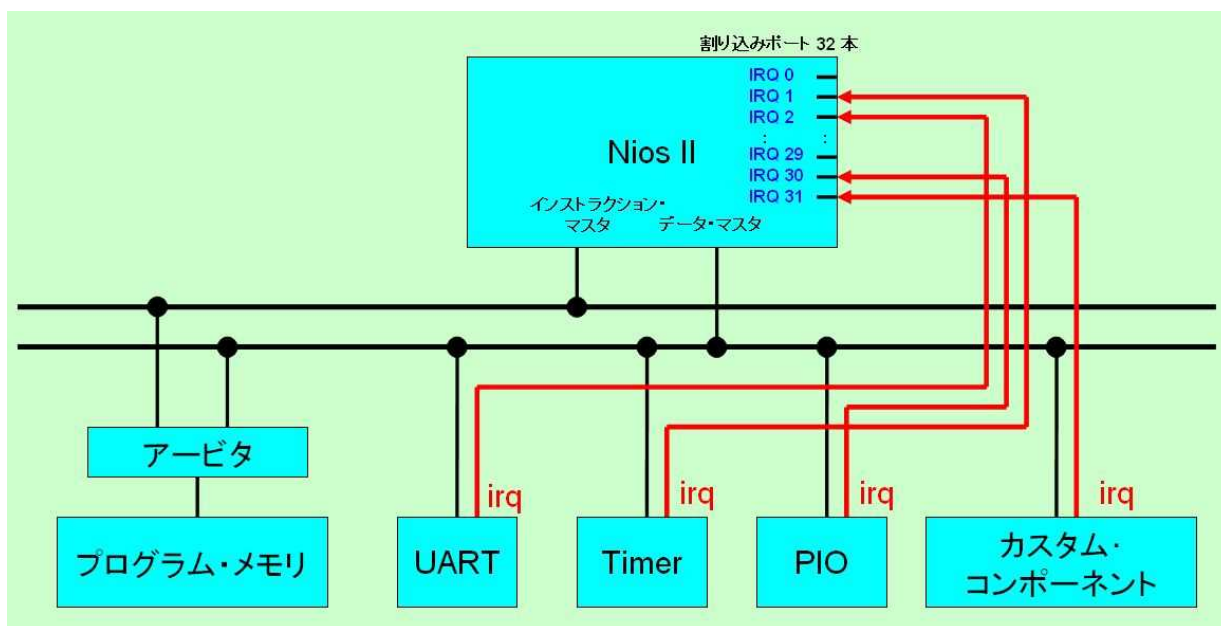 割り込みポート 32 本
IRQ 0
IRQ 1
IRQ 2
:
:
IRQ 29
IRQ 30
IRQ 31
Nios II
インストラクション・
マスタ
データ・マスタ
アービタ
プログラム・メモリ
irq
UART
irq
Timer
irq
PIO
irq
カスタム・
コンポーネント